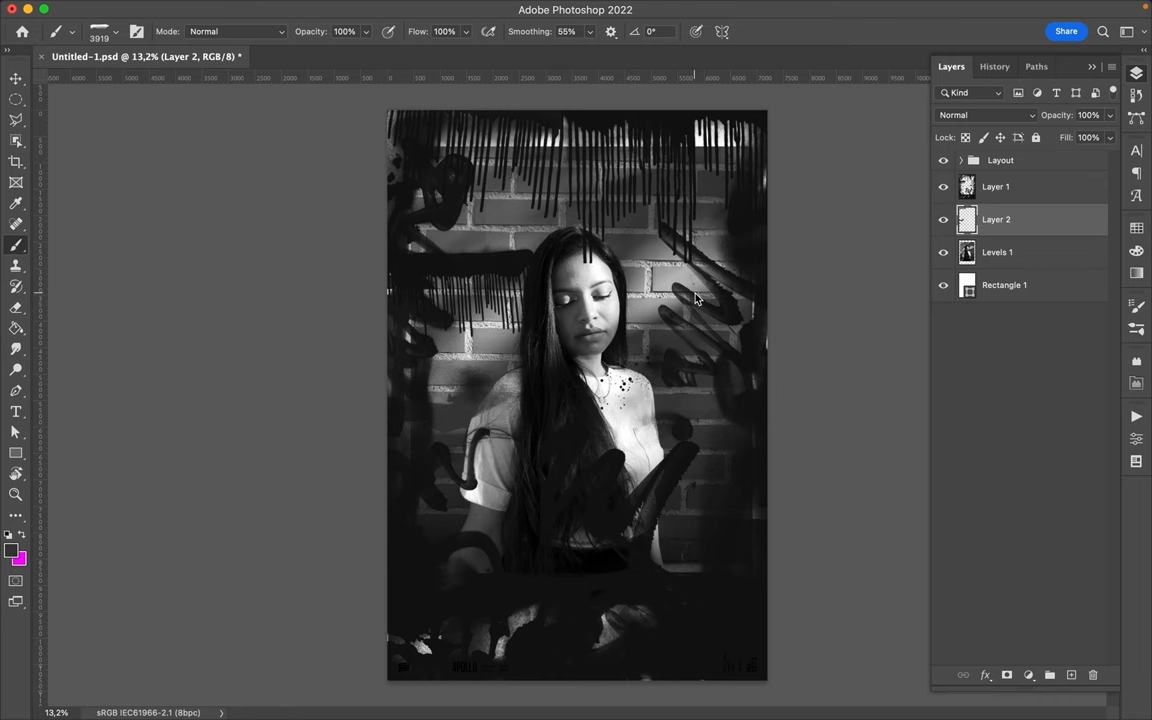 Adobe Photoshop 2022
3919
Mode: Normal
Opacity: 100%
Flow: 100%
Smoothing: 55%
0°
Share
Untitled-1.psd @ 13,2% (Layer 2, RGB/8) *
Layers
History
Paths
Kind
Normal
Opacity: 100%
Lock:
Fill: 100%
Layout
Layer 1
Layer 2
Levels 1
Rectangle 1
APOLLO
13,2%
sRGB IEC61966-2.1 (8bpc)